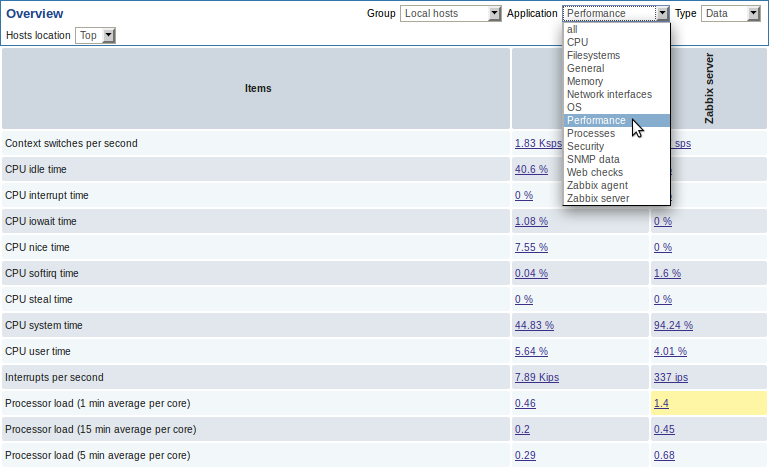 Overview Group Local hosts Application Performance Type Data
Hosts location Top
all
CPU
Filesystems
General
Memory
Network interfaces
OS
Performance
Processes
Security
SNMP data
Web checks
Zabbix agent
Zabbix server
Items Zabbix server
Context switches per second 1.83 Ksps sps
CPU idle time 40.6 %
CPU interrupt time 0 %
CPU iowait time 1.08 % 0 %
CPU nice time 7.55 % 0 %
CPU softirq time 0.04 % 1.6 %
CPU steal time 0 % 0 %
CPU system time 44.83 % 94.24 %
CPU user time 5.64 % 4.01 %
Interrupts per second 7.89 Kips 337 ips
Processor load (1 min average per core) 0.46 1.4
Processor load (15 min average per core) 0.2 0.45
Processor load (5 min average per core) 0.29 0.68